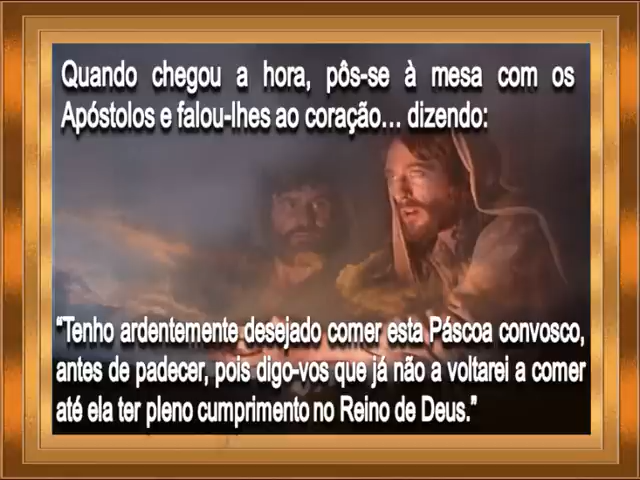 Quando chegou a hora, pôs-se à mesa com os
Apóstolos e falou-lhes ao coração... dizendo:
“Tenho ardentemente desejado comer esta Páscoa convosco,
antes de padecer, pois digo-vos que já não a voltarei a comer
até ela ter pleno cumprimento no Reino de Deus.”